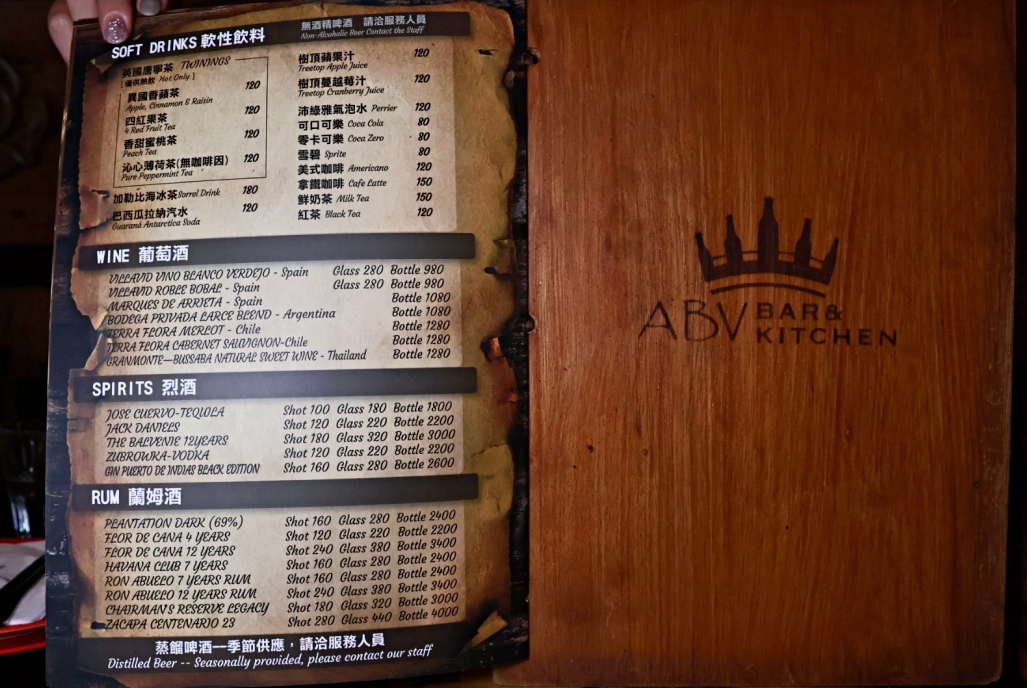 SOFT DRINKS 軟性飲料
無酒精啤酒 請洽服務人員
Non-Alcoholic Beer Contact the Staff
英國唐寧茶 TWININGS
[僅供熱飲 Hot Only]
異國香蘋茶 120
Apple, Cinnamon & Raisin
四紅果茶 120
4 Red Fruit Tea
香甜蜜桃茶 120
Peach Tea
沁心薄荷茶(無咖啡因) 120
Pure Peppermint Tea
加勒比海冰茶 Sorrel Drink 180
巴西瓜拉納汽水 120
Guaraná Antarctica Soda
樹頂蘋果汁 120
Treetop Apple Juice
樹頂蔓越莓汁 120
Treetop Cranberry Juice
沛綠雅氣泡水 Perrier 120
可口可樂 Coca Cola 80
零卡可樂 Coca Zero 80
雪碧 Sprite 80
美式咖啡 Americano 120
拿鐵咖啡 Cafe Latte 150
鮮奶茶 Milk Tea 150
紅茶 Black Tea 120
WINE 葡萄酒
VILLAVID VINO BLANCO VERDEJO - Spain Glass 280 Bottle 980
VILLAVID ROBLE BOBAL - Spain Glass 280 Bottle 980
MARQUES DE ARRIETA - Spain Bottle 1080
BODEGA PRIVADA LARCE BLEND - Argentina Bottle 1080
TERRA FLORA MERLOT - Chile Bottle 1280
TERRA FLORA CABERNET SAUVIGNON-Chile Bottle 1280
GRANMONTE—BUSSABA NATURAL SWEET WINE - Thailand Bottle 1280
SPIRITS 烈酒
JOSE CUERVO-TEQUILA Shot 100 Glass 180 Bottle 1800
JACK DANIELS Shot 120 Glass 220 Bottle 2200
THE BALVENIE 12YEARS Shot 180 Glass 320 Bottle 3000
ZUBROWKA-VODKA Shot 120 Glass 220 Bottle 2200
GIN PUERTO DE INDIAS BLACK EDITION Shot 160 Glass 280 Bottle 2600
RUM 蘭姆酒
PLANTATION DARK (69%) Shot 160 Glass 280 Bottle 2400
FLOR DE CANA 4 YEARS Shot 120 Glass 220 Bottle 2200
FLOR DE CANA 12 YEARS Shot 240 Glass 380 Bottle 3400
HAVANA CLUB 7 YEARS Shot 160 Glass 280 Bottle 2400
RON ABUELO 7 YEARS RUM Shot 160 Glass 280 Bottle 2400
RON ABUELO 12 YEARS RUM Shot 240 Glass 380 Bottle 3400
CHAIRMAN'S RESERVE LEGACY Shot 180 Glass 320 Bottle 3000
ZACAPA CENTENARIO 23 Shot 280 Glass 440 Bottle 4000
蒸餾啤酒——季節供應，請洽服務人員
Distilled Beer -- Seasonally provided, please contact our staff
ABV BAR&
KITCHEN